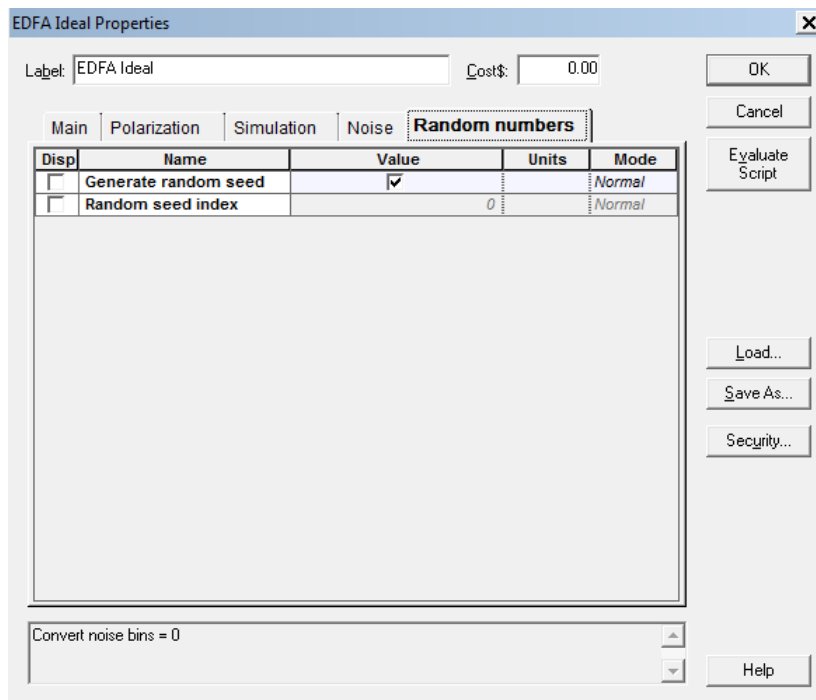 EDFA Ideal Properties
Label: EDFA Ideal Cost$: 0.00 OK
Cancel
Main Polarization Simulation Noise Random numbers
Disp Name Value Units Mode Evaluate Script
Generate random seed Normal
Random seed index 0 Normal
Load...
Save As...
Security...
Convert noise bins = 0
Help